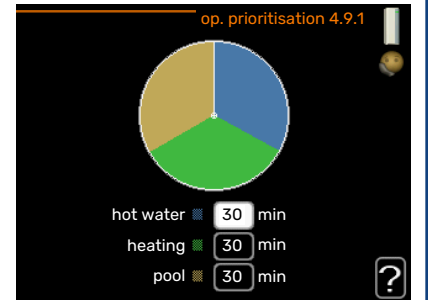 op. prioritisation 4.9.1
hot water 30 min
heating 30 min
pool 30 min
?